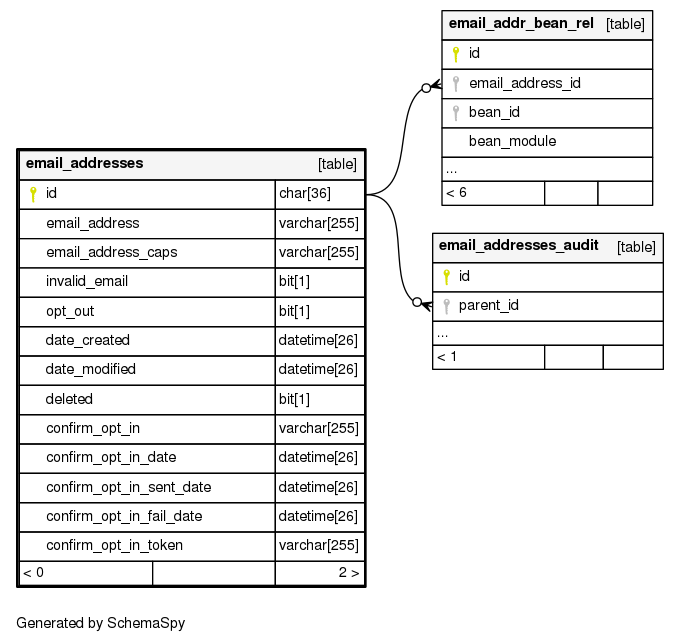 email_addr_bean_rel [table]
id
email_address_id
bean_id
bean_module
...
< 6
email_addresses [table]
id char[36]
email_address varchar[255]
email_address_caps varchar[255]
invalid_email bit[1]
opt_out bit[1]
date_created datetime[26]
date_modified datetime[26]
deleted bit[1]
confirm_opt_in varchar[255]
confirm_opt_in_date datetime[26]
confirm_opt_in_sent_date datetime[26]
confirm_opt_in_fail_date datetime[26]
confirm_opt_in_token varchar[255]
< 0 2 >
email_addresses_audit [table]
id
parent_id
...
< 1
Generated by SchemaSpy